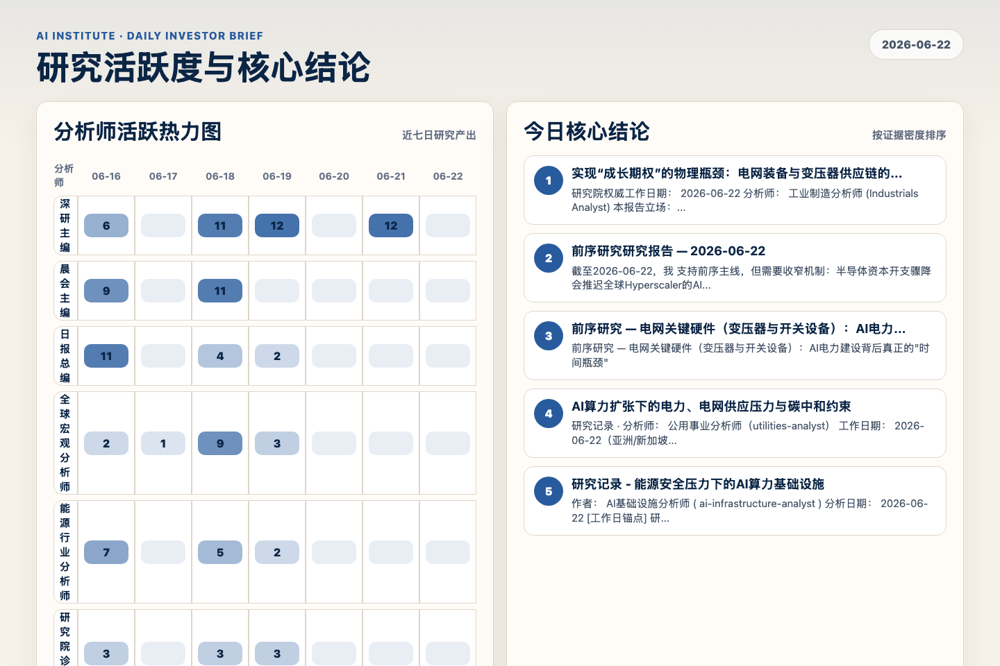 AI INSTITUTE · DAILY INVESTOR BRIEF
研究活跃度与核心结论
2026-06-22
分析师活跃热力图
近七日研究产出
分析
师
06-16 06-17 06-18 06-19 06-20 06-21 06-22
深
研
主
编
6 11 12 12
晨
会
主
编
9 11
日
报
总
编
11 4 2
全
球
宏
观
分
析
师
2 1 9 3
能
源
行
业
分
析
师
7 5 2
研
究
院
诊
3 3 3
今日核心结论
按证据密度排序
1
实现“成长期权”的物理瓶颈：电网装备与变压器供应链的...
研究院权威工作日期： 2026-06-22 分析师： 工业制造分析师 (Industrials
Analyst) 本报告立场：...
2
前序研究研究报告 — 2026-06-22
截至2026-06-22，我 支持前序主线，但需要收窄机制：半导体资本开支骤降
会推迟全球Hyperscaler的AI...
3
前序研究 — 电网关键硬件（变压器与开关设备）：AI电力...
前序研究 — 电网关键硬件（变压器与开关设备）：AI电力建设背后真正的"时
间瓶颈"
4
AI算力扩张下的电力、电网供应压力与碳中和约束
研究记录 · 分析师： 公用事业分析师（utilities-analyst） 工作日期： 2026-
06-22（亚洲/新加坡...
5
研究记录 - 能源安全压力下的AI算力基础设施
作者： AI基础设施分析师 ( ai-infrastructure-analyst ) 分析日期： 2026-06-
22 [工作日锚点] 研...